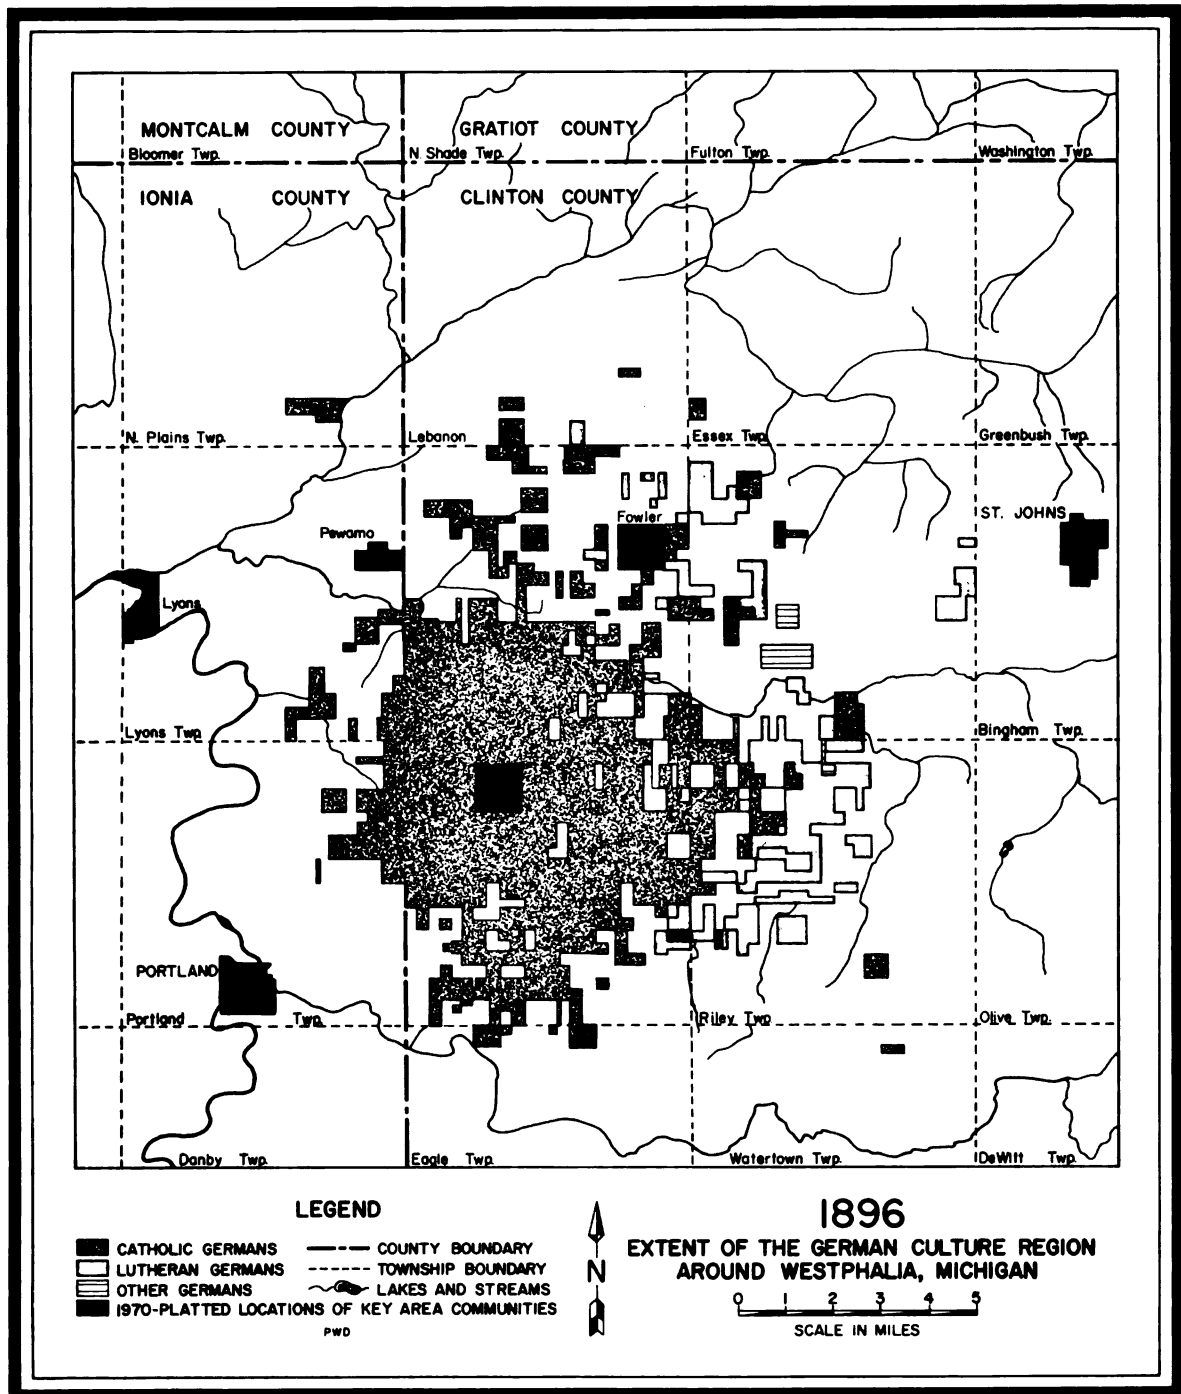 MONTCALM COUNTY
GRATIOT COUNTY
Bloomer Twp.
N. Shade Twp.
Fulton Twp.
Washington Twp.
IONIA COUNTY
CLINTON COUNTY
N. Plains Twp.
Lebanon
Essex Twp.
Greenbush Twp.
Fowler
ST. JOHNS
Pewamo
Lyons
Lyons Twp.
Bingham Twp.
PORTLAND
Portland Twp.
Riley Twp.
Olive Twp.
Danby Twp.
Eagle Twp.
Watertown Twp.
DeWitt Twp.
LEGEND
CATHOLIC GERMANS
COUNTY BOUNDARY
LUTHERAN GERMANS
TOWNSHIP BOUNDARY
OTHER GERMANS
LAKES AND STREAMS
1970-PLATTED LOCATIONS OF KEY AREA COMMUNITIES
PWD
N
1896
EXTENT OF THE GERMAN CULTURE REGION
AROUND WESTPHALIA, MICHIGAN
0 1 2 3 4 5
SCALE IN MILES